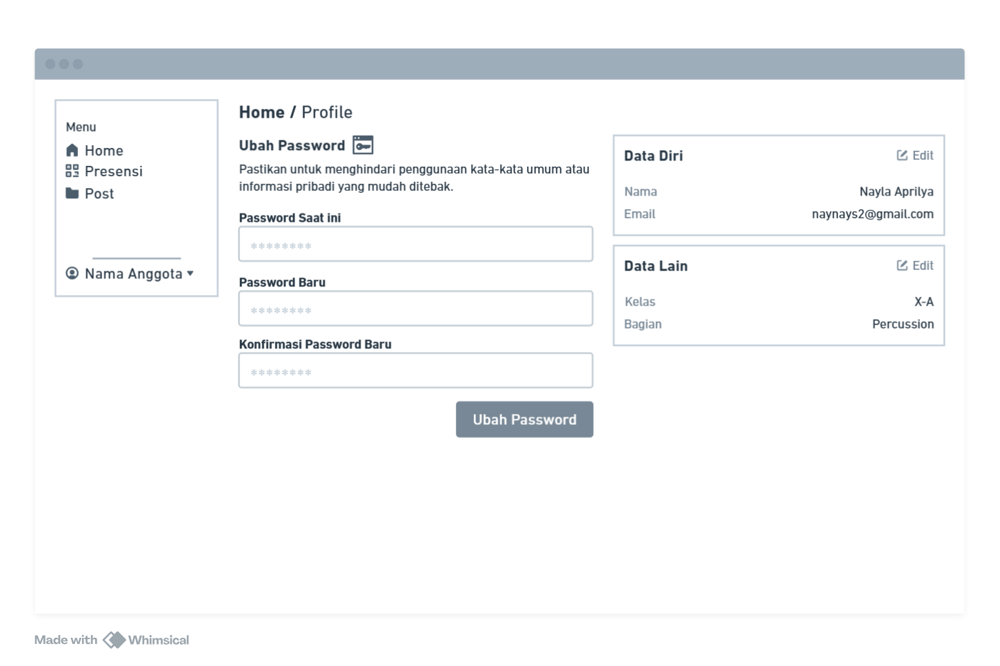 Menu
Home
Presensi
Post
Nama Anggota
Home / Profile
Ubah Password
Pastikan untuk menghindari penggunaan kata-kata umum atau
informasi pribadi yang mudah ditebak.
Password Saat ini
********
Password Baru
********
Konfirmasi Password Baru
********
Ubah Password
Data Diri Edit
Nama Nayla Aprilya
Email naynays2@gmail.com
Data Lain Edit
Kelas X-A
Bagian Percussion
Made with Whimsical